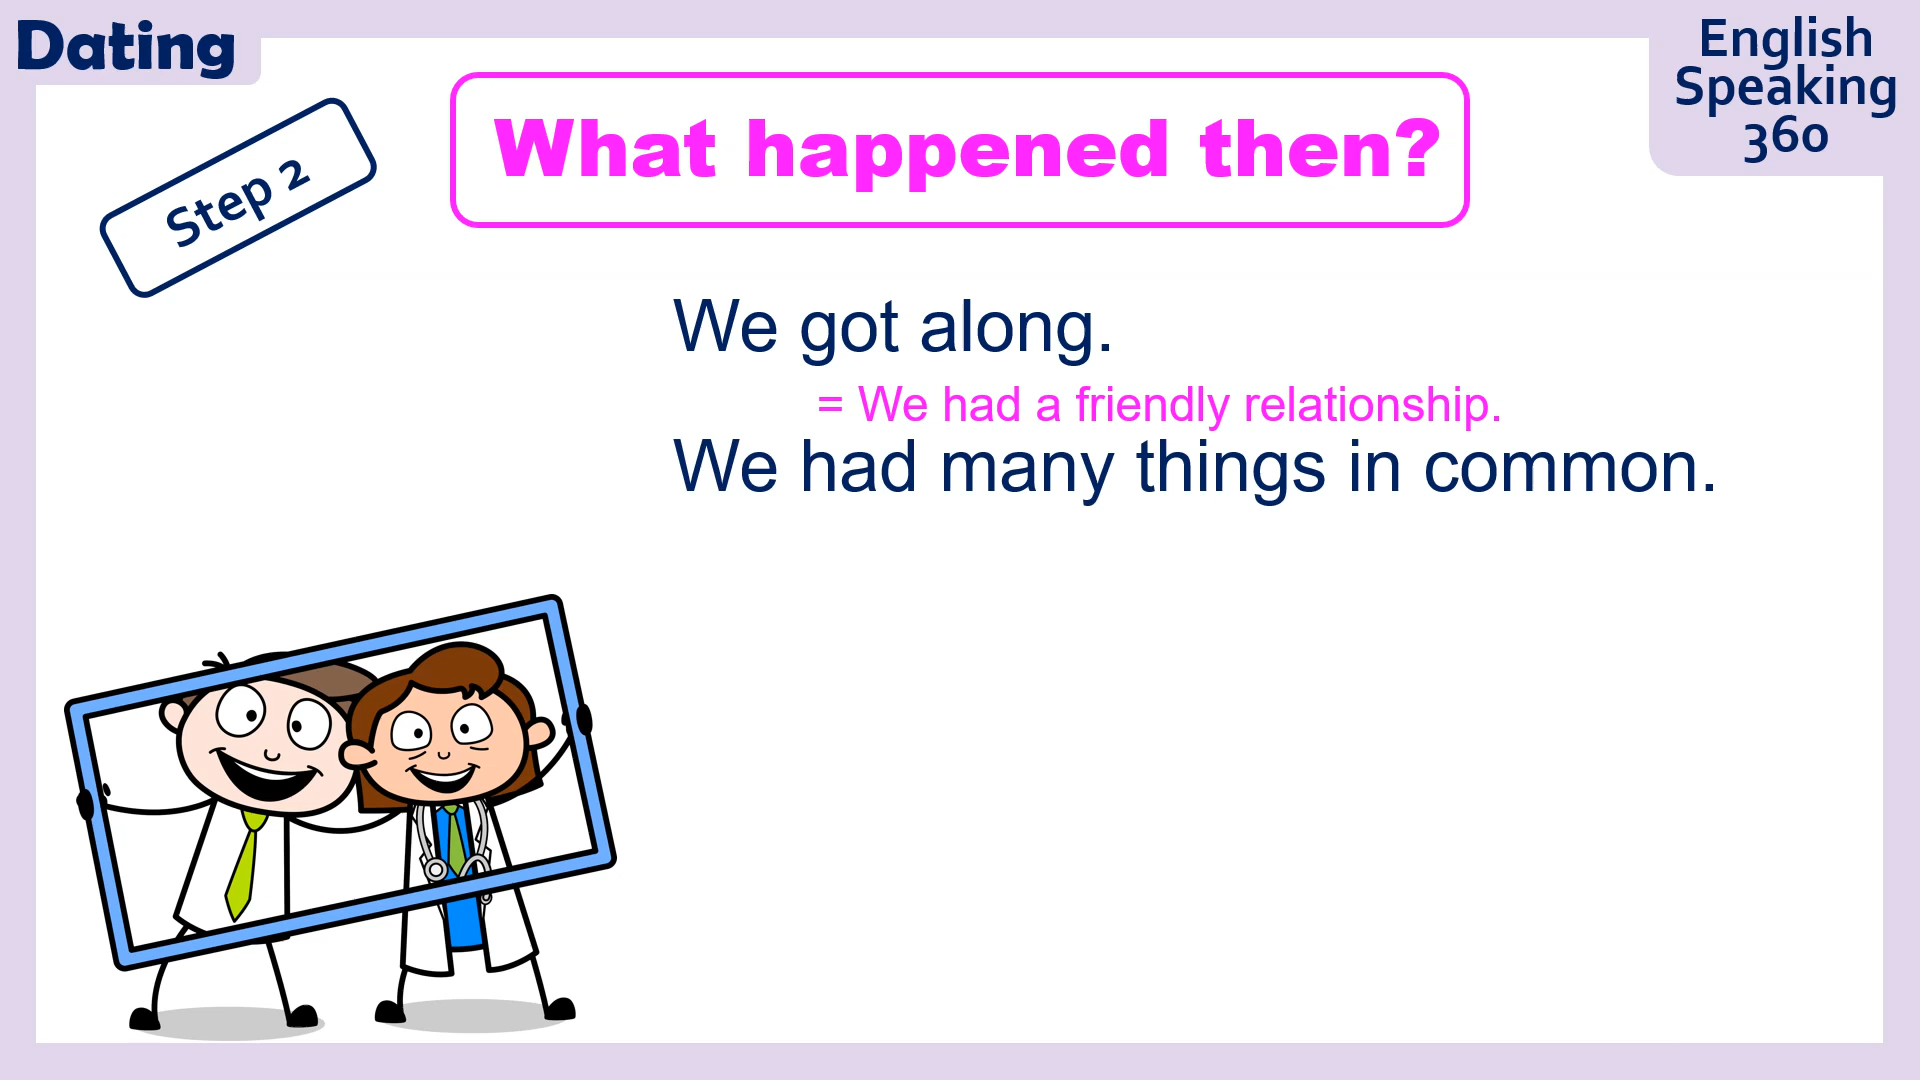 Dating
English
Speaking
360
Step 2
What happened then?
We got along.
= We had a friendly relationship.
We had many things in common.